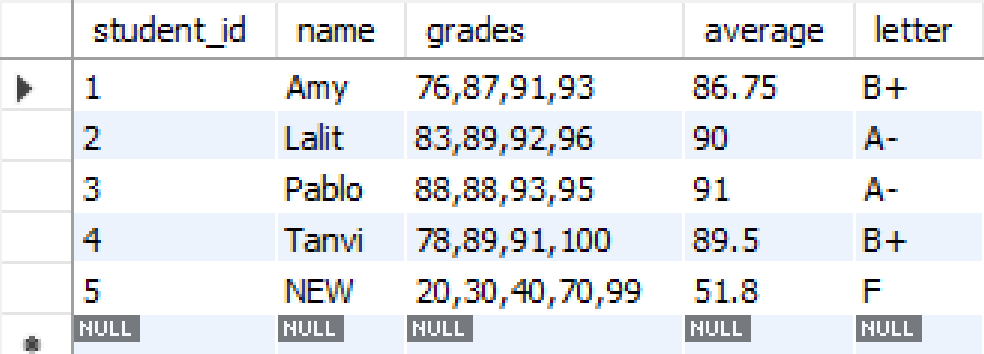 student_id name grades average letter
1 Amy 76,87,91,93 86.75 B+
2 Lalit 83,89,92,96 90 A-
3 Pablo 88,88,93,95 91 A-
4 Tanvi 78,89,91,100 89.5 B+
5 NEW 20,30,40,70,99 51.8 F
NULL NULL NULL NULL NULL